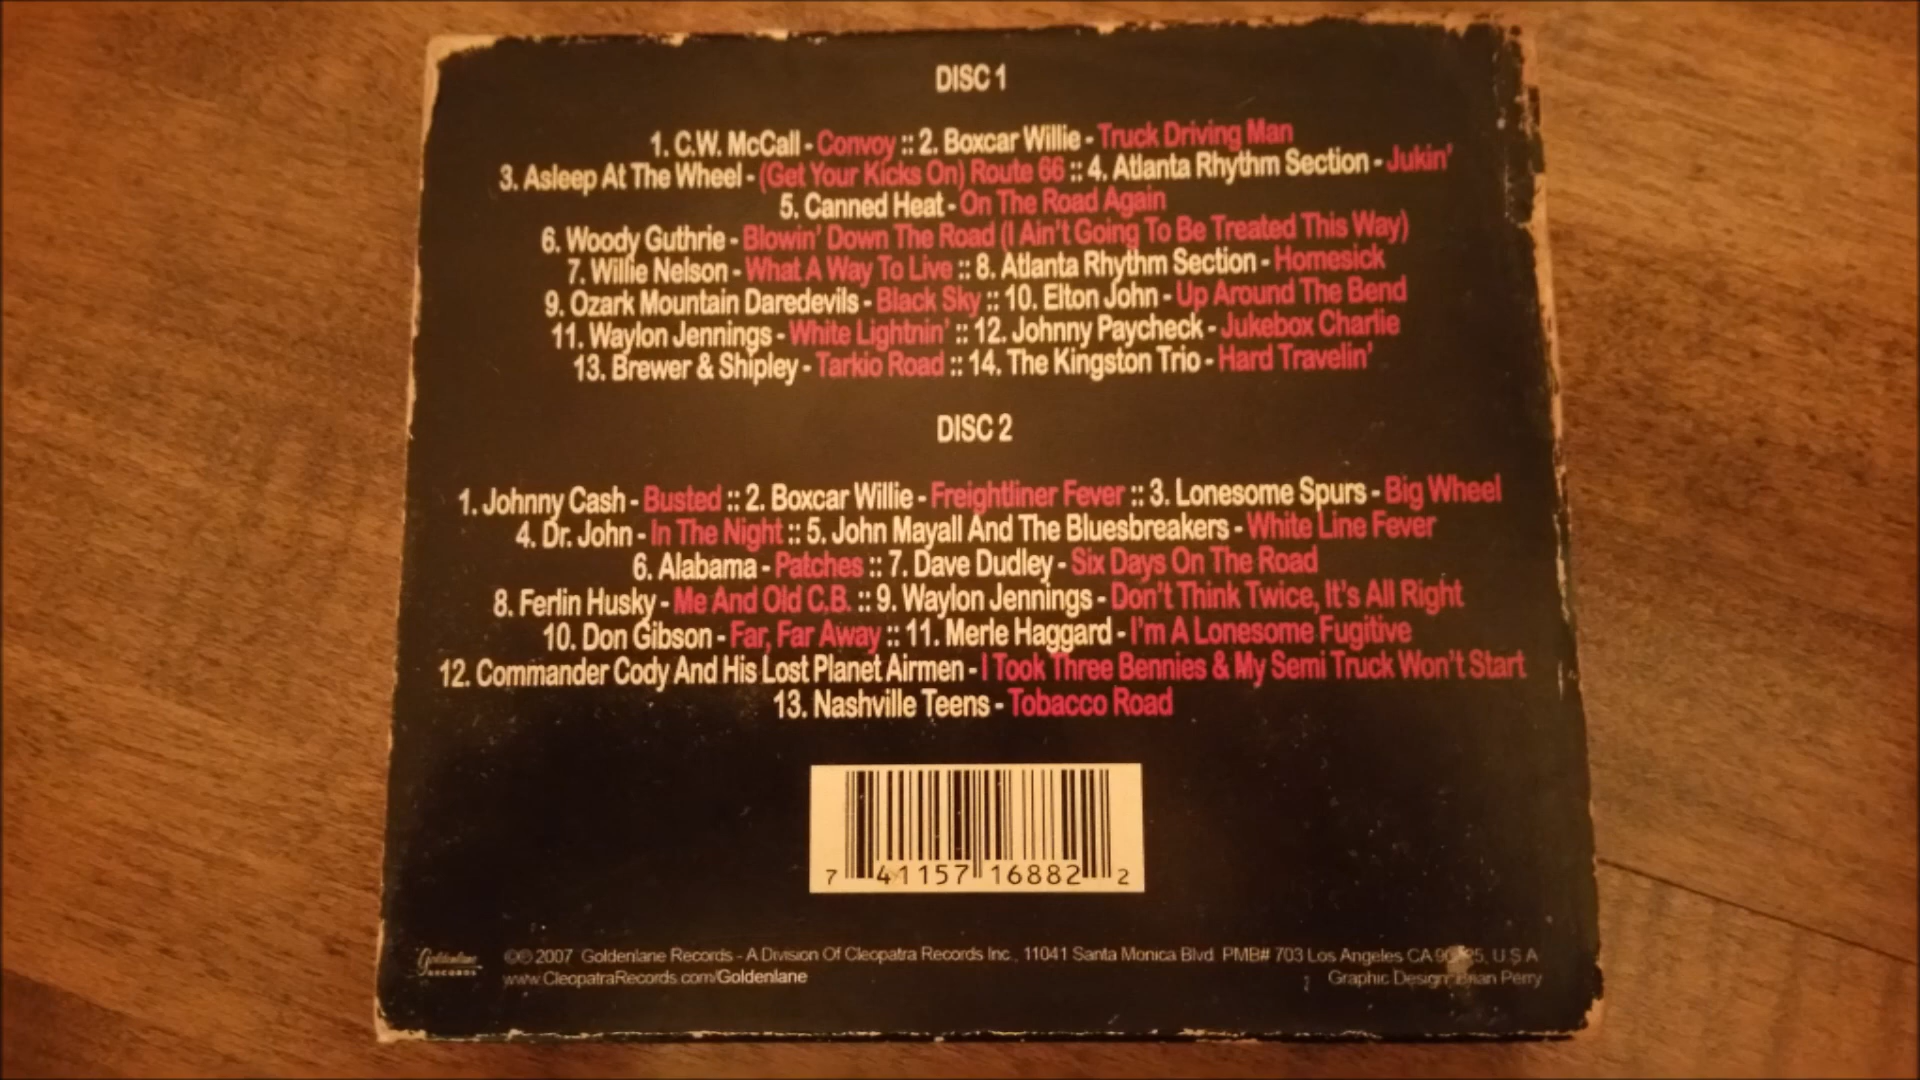 DISC 1
1. C.W. McCall - Convoy :: 2. Boxcar Willie - Truck Driving Man
3. Asleep At The Wheel - (Get Your Kicks On) Route 66 :: 4. Atlanta Rhythm Section - Jukin'
5. Canned Heat - On The Road Again
6. Woody Guthrie - Blowin' Down The Road (I Ain't Going To Be Treated This Way)
7. Willie Nelson - What A Way To Live :: 8. Atlanta Rhythm Section - Homesick
9. Ozark Mountain Daredevils - Black Sky :: 10. Elton John - Up Around The Bend
11. Waylon Jennings - White Lightnin' :: 12. Johnny Paycheck - Jukebox Charlie
13. Brewer & Shipley - Tarkio Road :: 14. The Kingston Trio - Hard Travelin'
DISC 2
1. Johnny Cash - Busted :: 2. Boxcar Willie - Freightliner Fever :: 3. Lonesome Spurs - Big Wheel
4. Dr. John - In The Night :: 5. John Mayall And The Bluesbreakers - White Line Fever
6. Alabama - Patches :: 7. Dave Dudley - Six Days On The Road
8. Ferlin Husky - Me And Old C.B. :: 9. Waylon Jennings - Don't Think Twice, It's All Right
10. Don Gibson - Far, Far Away :: 11. Merle Haggard - I'm A Lonesome Fugitive
12. Commander Cody And His Lost Planet Airmen - I Took Three Bennies & My Semi Truck Won't Start
13. Nashville Teens - Tobacco Road
7 41157 16882 2
Goldenlane RECORDS
©℗ 2007 Goldenlane Records - A Division Of Cleopatra Records Inc., 11041 Santa Monica Blvd PMB# 703 Los Angeles CA U S A
www.CleopatraRecords.com/Goldenlane
Graphic Design: Brian Perry